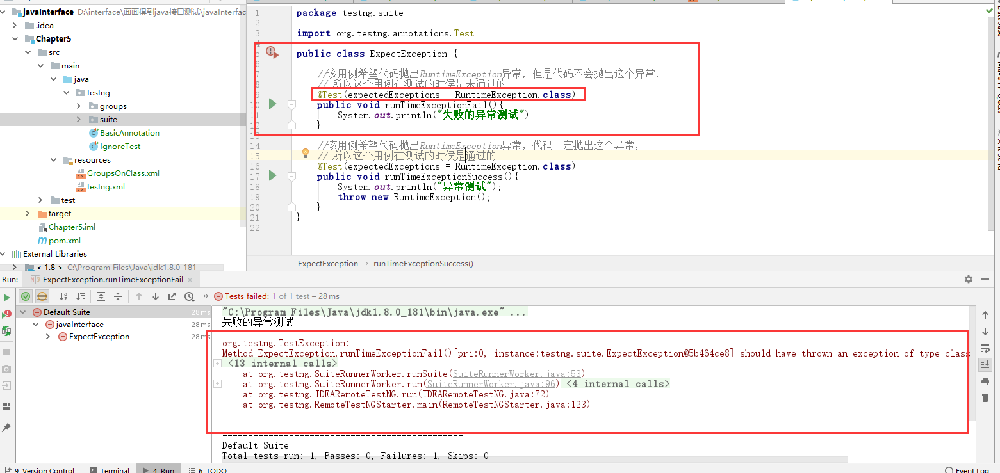 javaInterface D:\interface\面面俱到java接口测试\javaInterfac
.idea
Chapter5
src
main
java
testng
groups
suite
BasicAnnotation
IgnoreTest
resources
GroupsOnClass.xml
testng.xml
test
target
Chapter5.iml
pom.xml
External Libraries
< 1.8 > C:\Program Files\Java\jdk1.8.0_181
1 package testng.suite;
2
3 import org.testng.annotations.Test;
4
5 public class ExpectException {
6
7 //该用例希望代码抛出RuntimeException异常，但是代码不会抛出这个异常，
8 // 所以这个用例在测试的时候是未通过的
9 @Test(expectedExceptions = RuntimeException.class)
10 public void runTimeExceptionFail(){
11 System.out.println("失败的异常测试");
12 }
13
14 //该用例希望代码抛出RuntimeException异常，代码一定抛出这个异常，
15 // 所以这个用例在测试的时候是通过的
16 @Test(expectedExceptions = RuntimeException.class)
17 public void runTimeExceptionSuccess(){
18 System.out.println("异常测试");
19 throw new RuntimeException();
20 }
21 }
22
ExpectException › runTimeExceptionSuccess()
Run: ExpectException.runTimeExceptionFail
Tests failed: 1 of 1 test – 28 ms
Default Suite 28 ms
javaInterface 28 ms
ExpectException 28 ms
"C:\Program Files\Java\jdk1.8.0_181\bin\java.exe" ...
失败的异常测试
org.testng.TestException:
Method ExpectException.runTimeExceptionFail()[pri:0, instance:testng.suite.ExpectException@5b464ce8] should have thrown an exception of type class
<13 internal calls>
at org.testng.SuiteRunnerWorker.runSuite(SuiteRunnerWorker.java:53)
at org.testng.SuiteRunnerWorker.run(SuiteRunnerWorker.java:96) <4 internal calls>
at org.testng.IDEARemoteTestNG.run(IDEARemoteTestNG.java:72)
at org.testng.RemoteTestNGStarter.main(RemoteTestNGStarter.java:123)
===============================================
Default Suite
Total tests run: 1, Passes: 0, Failures: 1, Skips: 0
9: Version Control Terminal 4: Run 6: TODO Event Log